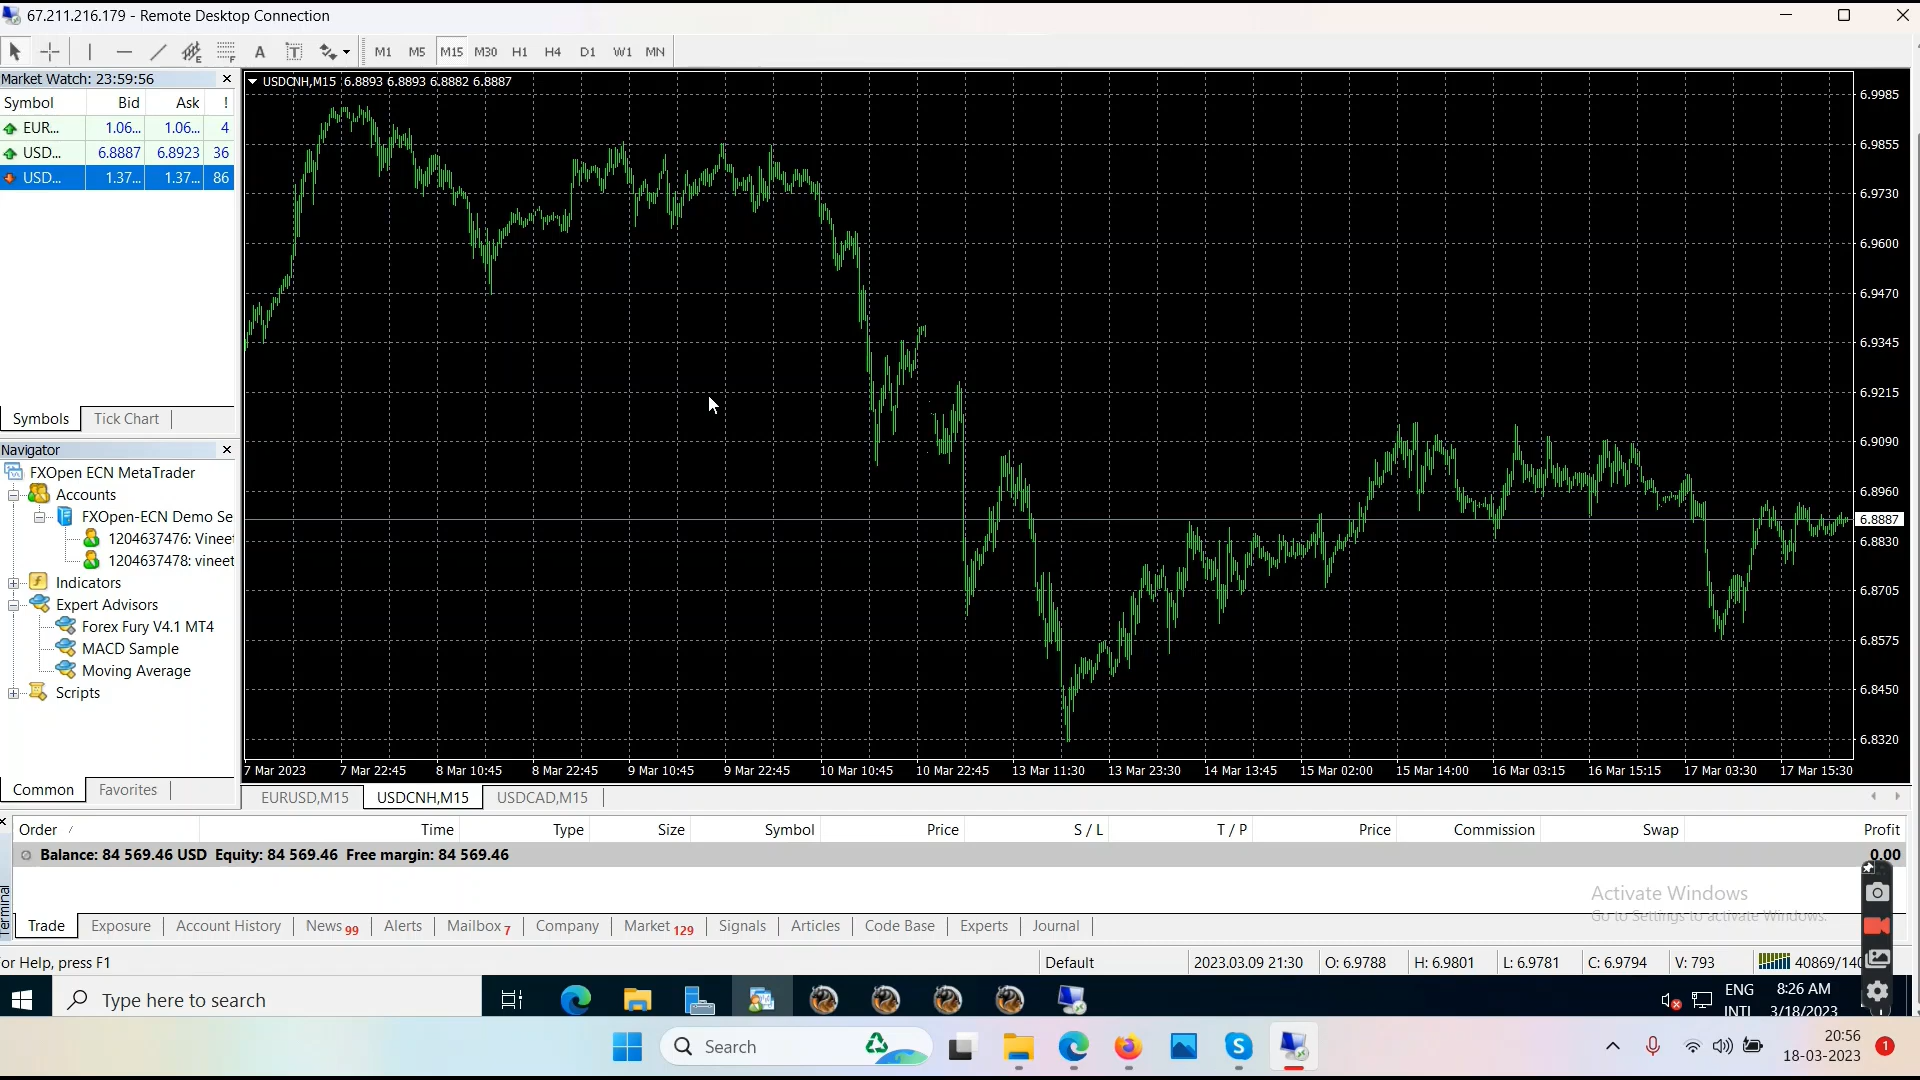 67.211.216.179 - Remote Desktop Connection
A T M1 M5 M15 M30 H1 H4 D1 W1 MN
Market Watch: 23:59:56
Symbol Bid Ask !
EUR... 1.06... 1.06... 4
USD... 6.8887 6.8923 36
USD... 1.37... 1.37... 86
Symbols Tick Chart
Navigator
FXOpen ECN MetaTrader
Accounts
FXOpen-ECN Demo Se
1204637476: Vineet
1204637478: vineet
Indicators
Expert Advisors
Forex Fury V4.1 MT4
MACD Sample
Moving Average
Scripts
Common Favorites
USDCNH,M15 6.8893 6.8893 6.8882 6.8887
6.9985
6.9855
6.9730
6.9600
6.9470
6.9345
6.9215
6.9090
6.8960
6.8887
6.8830
6.8705
6.8575
6.8450
6.8320
7 Mar 2023 7 Mar 22:45 8 Mar 10:45 8 Mar 22:45 9 Mar 10:45 9 Mar 22:45 10 Mar 10:45 10 Mar 22:45 13 Mar 11:30 13 Mar 23:30 14 Mar 13:45 15 Mar 02:00 15 Mar 14:00 16 Mar 03:15 16 Mar 15:15 17 Mar 03:30 17 Mar 15:30
EURUSD,M15 USDCNH,M15 USDCAD,M15
Order / Time Type Size Symbol Price S / L T / P Price Commission Swap Profit
Balance: 84 569.46 USD Equity: 84 569.46 Free margin: 84 569.46 0.00
Activate Windows
Go to Settings to activate Windows.
Terminal
Trade Exposure Account History News 99 Alerts Mailbox 7 Company Market 129 Signals Articles Code Base Experts Journal
or Help, press F1 Default 2023.03.09 21:30 O: 6.9788 H: 6.9801 L: 6.9781 C: 6.9794 V: 793 40869/140
Type here to search ENG 8:26 AM
INTL 3/18/2023
Search 20:56
18-03-2023 1